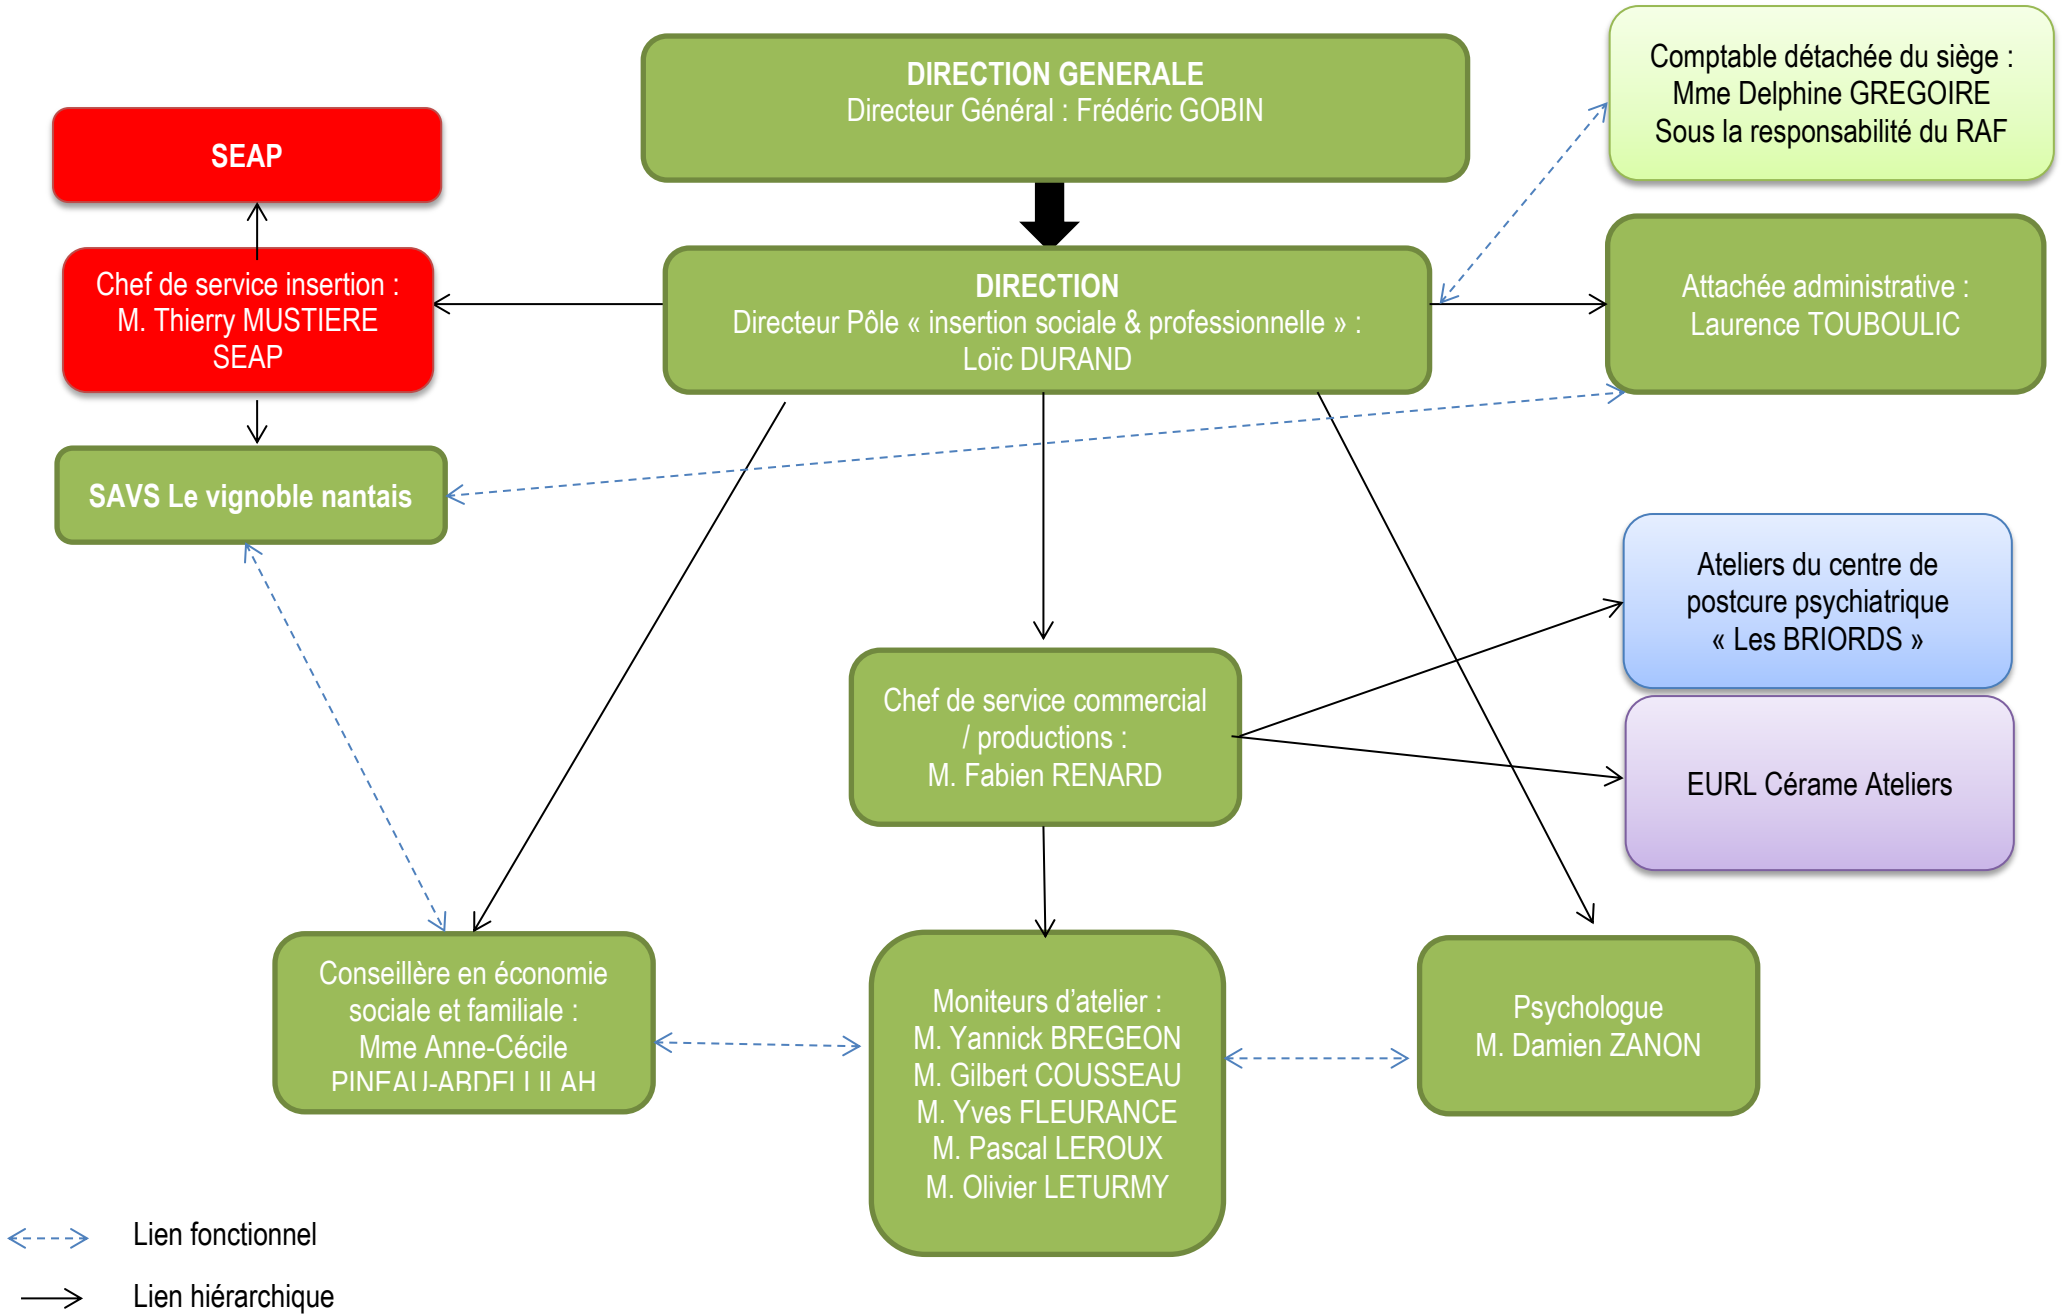 DIRECTION GENERALE
Directeur Général : Frédéric GOBIN
Comptable détachée du siège :
Mme Delphine GREGOIRE
Sous la responsabilité du RAF
SEAP
Chef de service insertion :
M. Thierry MUSTIERE
SEAP
DIRECTION
Directeur Pôle « insertion sociale & professionnelle » :
Loïc DURAND
Attachée administrative :
Laurence TOUBOULIC
SAVS Le vignoble nantais
Ateliers du centre de
postcure psychiatrique
« Les BRIORDS »
Chef de service commercial
/ productions :
M. Fabien RENARD
EURL Cérame Ateliers
Conseillère en économie
sociale et familiale :
Mme Anne-Cécile
Moniteurs d’atelier :
M. Yannick BREGEON
M. Gilbert COUSSEAU
M. Yves FLEURANCE
M. Pascal LEROUX
M. Olivier LETURMY
Psychologue
M. Damien ZANON
Lien fonctionnel
Lien hiérarchique